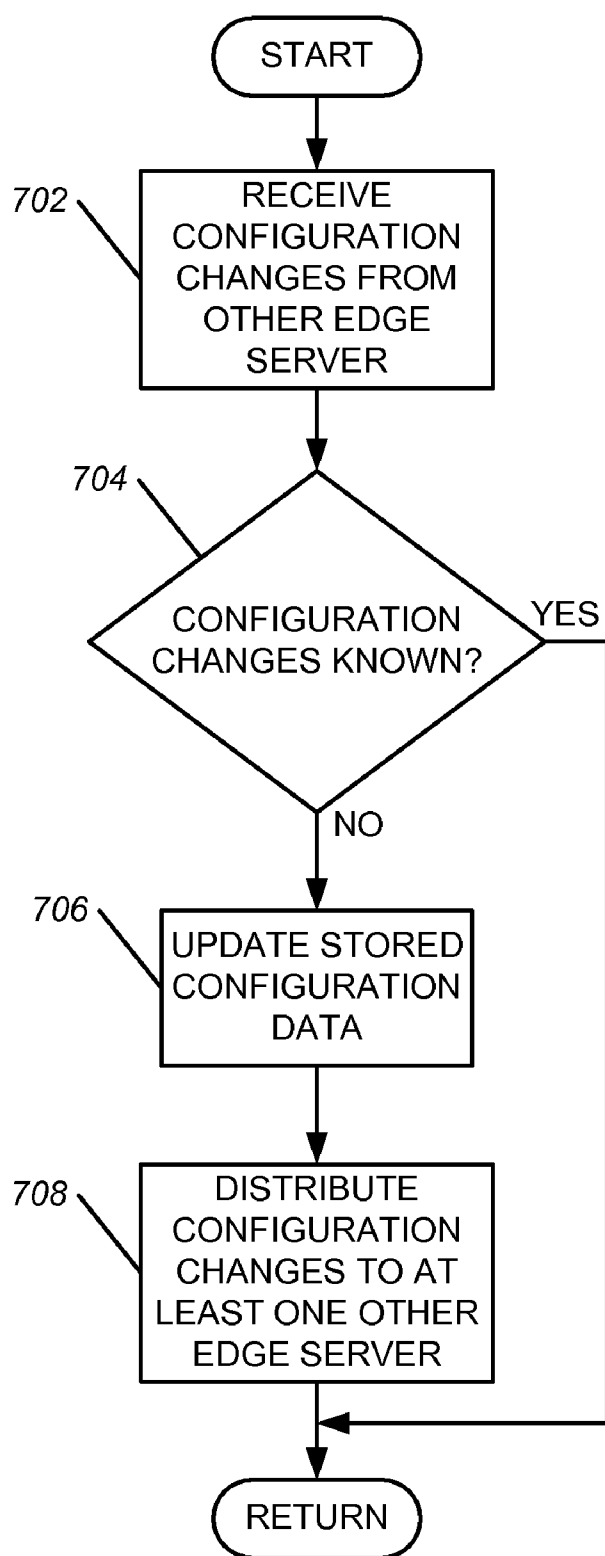 START
702
RECEIVE
CONFIGURATION
CHANGES FROM
OTHER EDGE
SERVER
704
CONFIGURATION
CHANGES KNOWN?
YES
NO
706
UPDATE STORED
CONFIGURATION
DATA
708
DISTRIBUTE
CONFIGURATION
CHANGES TO AT
LEAST ONE OTHER
EDGE SERVER
RETURN